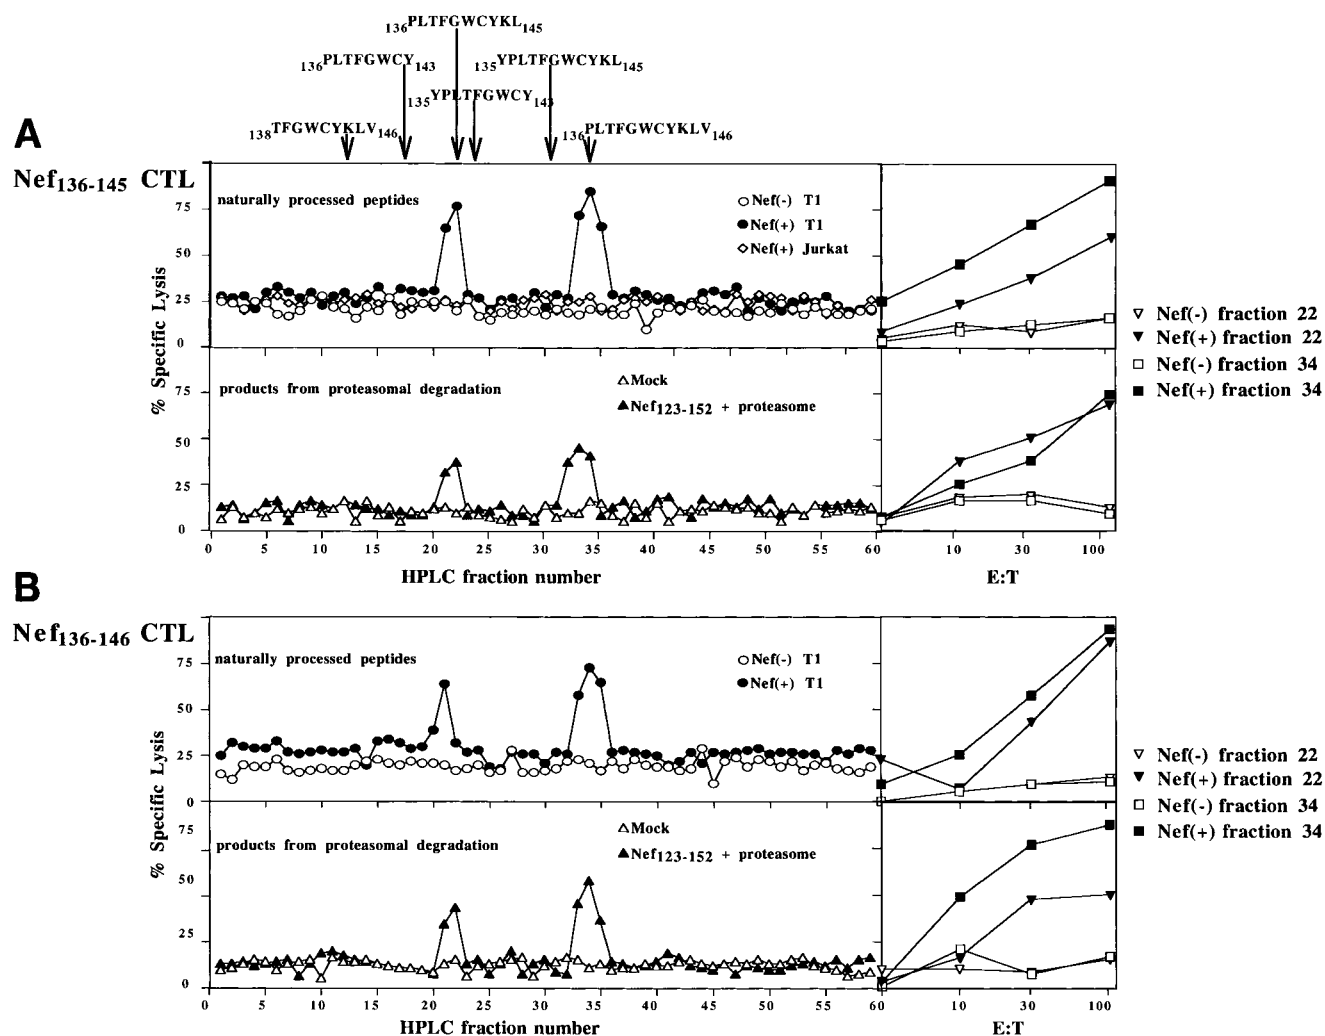 136PLTFGWCYKL145
136PLTFGWCY143
135YPLTFGWCYKL145
135YPLTFGWCY143
138TFGWCYKLV146
136PLTFGWCYKLV146
A
Nef136-145 CTL
naturally processed peptides
Nef(-) T1
Nef(+) T1
Nef(+) Jurkat
75
50
25
0
% Specific Lysis
products from proteasomal degradation
Mock
Nef123-152 + proteasome
75
50
25
0
0 5 10 15 20 25 30 35 40 45 50 55 60 10 30 100
HPLC fraction number E:T
Nef(-) fraction 22
Nef(+) fraction 22
Nef(-) fraction 34
Nef(+) fraction 34
B
Nef136-146 CTL
naturally processed peptides
Nef(-) T1
Nef(+) T1
75
50
25
0
% Specific Lysis
products from proteasomal degradation
Mock
Nef123-152 + proteasome
75
50
25
0
0 5 10 15 20 25 30 35 40 45 50 55 60 10 30 100
HPLC fraction number E:T
Nef(-) fraction 22
Nef(+) fraction 22
Nef(-) fraction 34
Nef(+) fraction 34